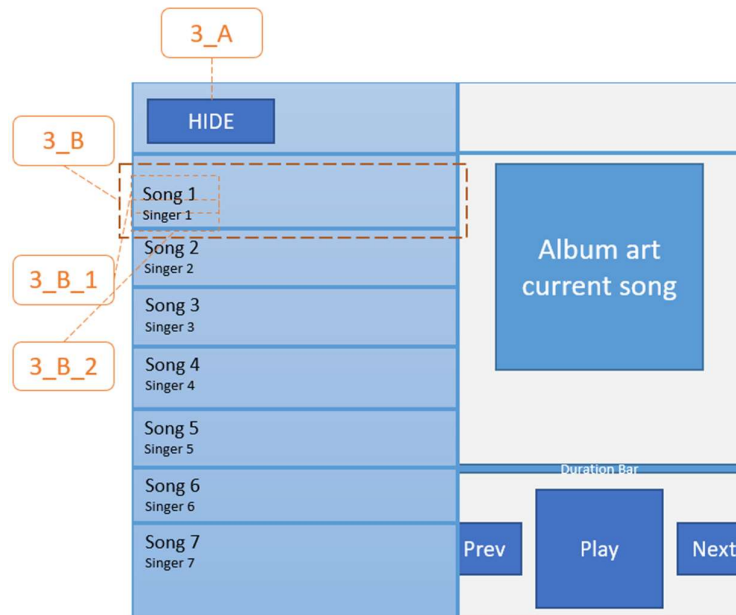 3_A
HIDE
3_B
Song 1
Singer 1
Song 2
Singer 2
3_B_1
Song 3
Singer 3
3_B_2
Song 4
Singer 4
Song 5
Singer 5
Song 6
Singer 6
Song 7
Singer 7
Album art
current song
Duration Bar
Prev
Play
Next